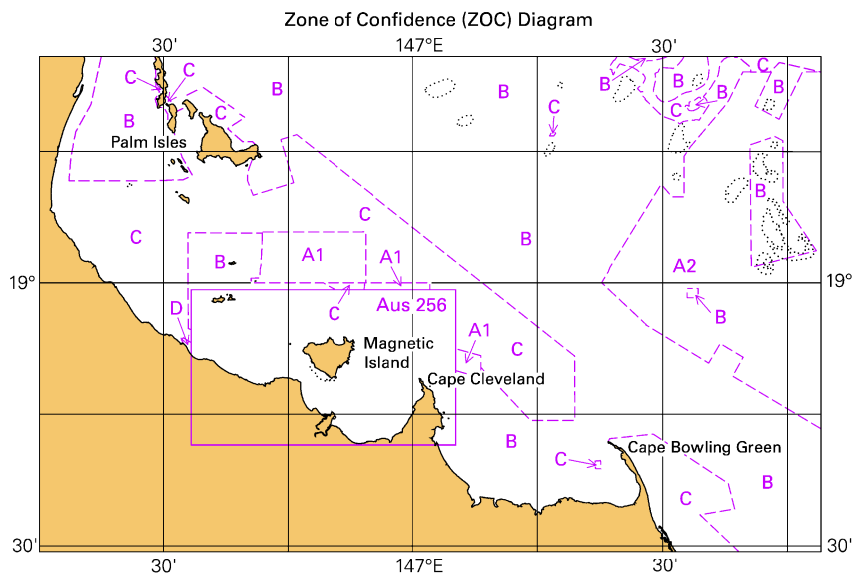 Zone of Confidence (ZOC) Diagram
30' 147°E 30'
C C B C B C B B B C B
B C
Palm Isles
B
C
C B
B A1 A1 A2
19° 19°
C Aus 256
D B
A1
Magnetic
Island
C
Cape Cleveland
B
Cape Bowling Green
C
B
C
30' 30'
30' 147°E 30'